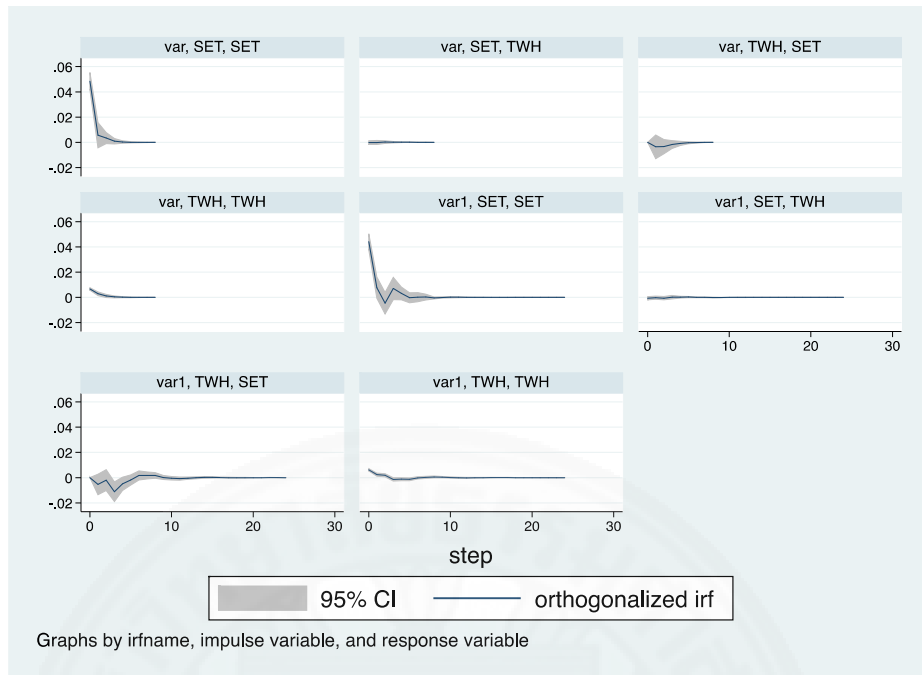 var, SET, SET
var, SET, TWH
var, TWH, SET
.06
.04
.02
0
-.02
var, TWH, TWH
var1, SET, SET
var1, SET, TWH
.06
.04
.02
0
-.02
0 10 20 30
var1, TWH, SET
var1, TWH, TWH
.06
.04
.02
0
-.02
0 10 20 30
0 10 20 30
step
95% CI
orthogonalized irf
Graphs by irfname, impulse variable, and response variable